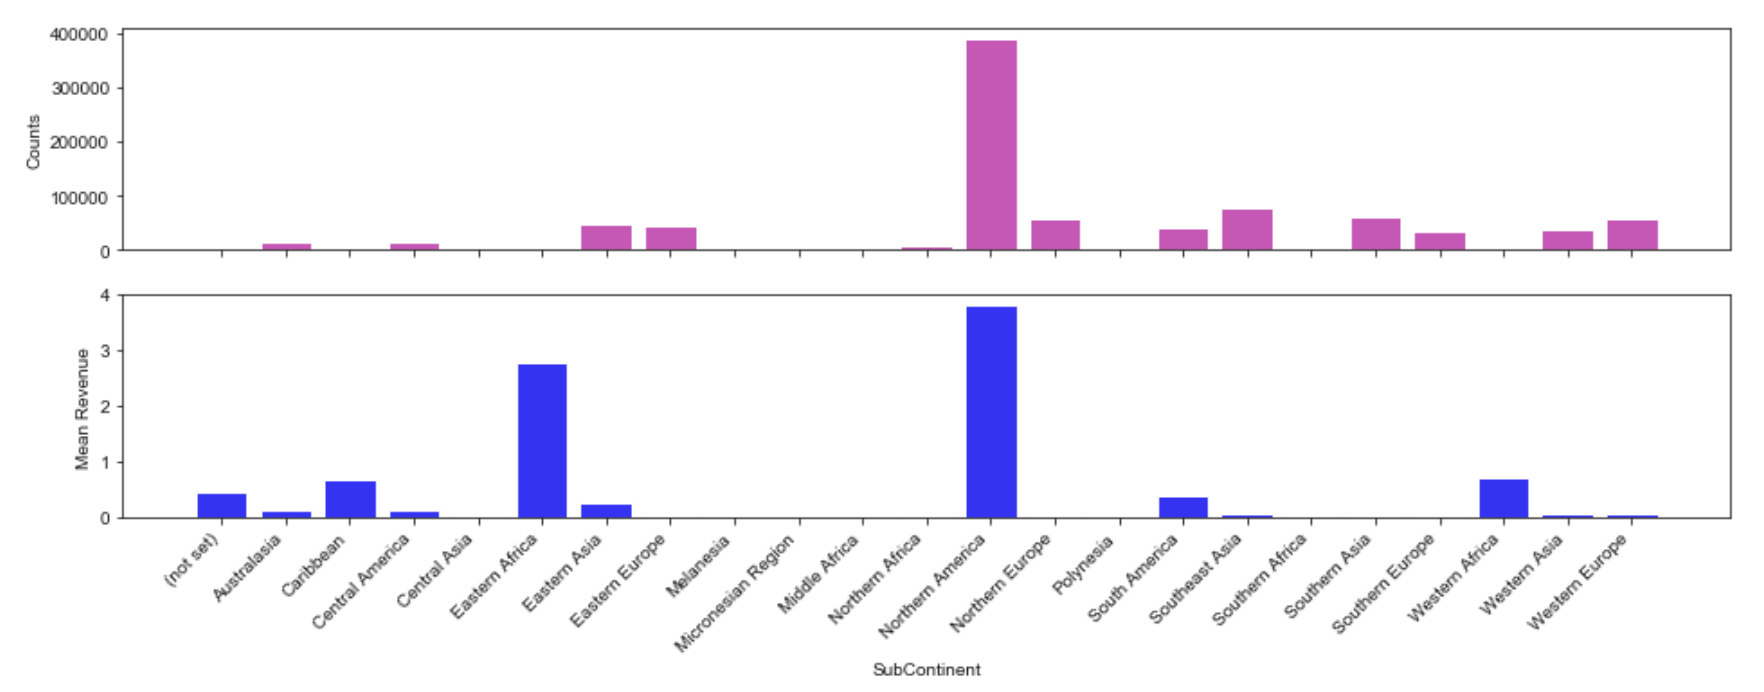 400000
300000
200000
100000
0
Counts
4
3
2
1
0
Mean Revenue
(not set)
Australasia
Caribbean
Central America
Central Asia
Eastern Africa
Eastern Asia
Eastern Europe
Melanesia
Micronesian Region
Middle Africa
Northern Africa
Northern America
Northern Europe
Polynesia
South America
Southeast Asia
Southern Africa
Southern Asia
Southern Europe
Western Africa
Western Asia
Western Europe
SubContinent